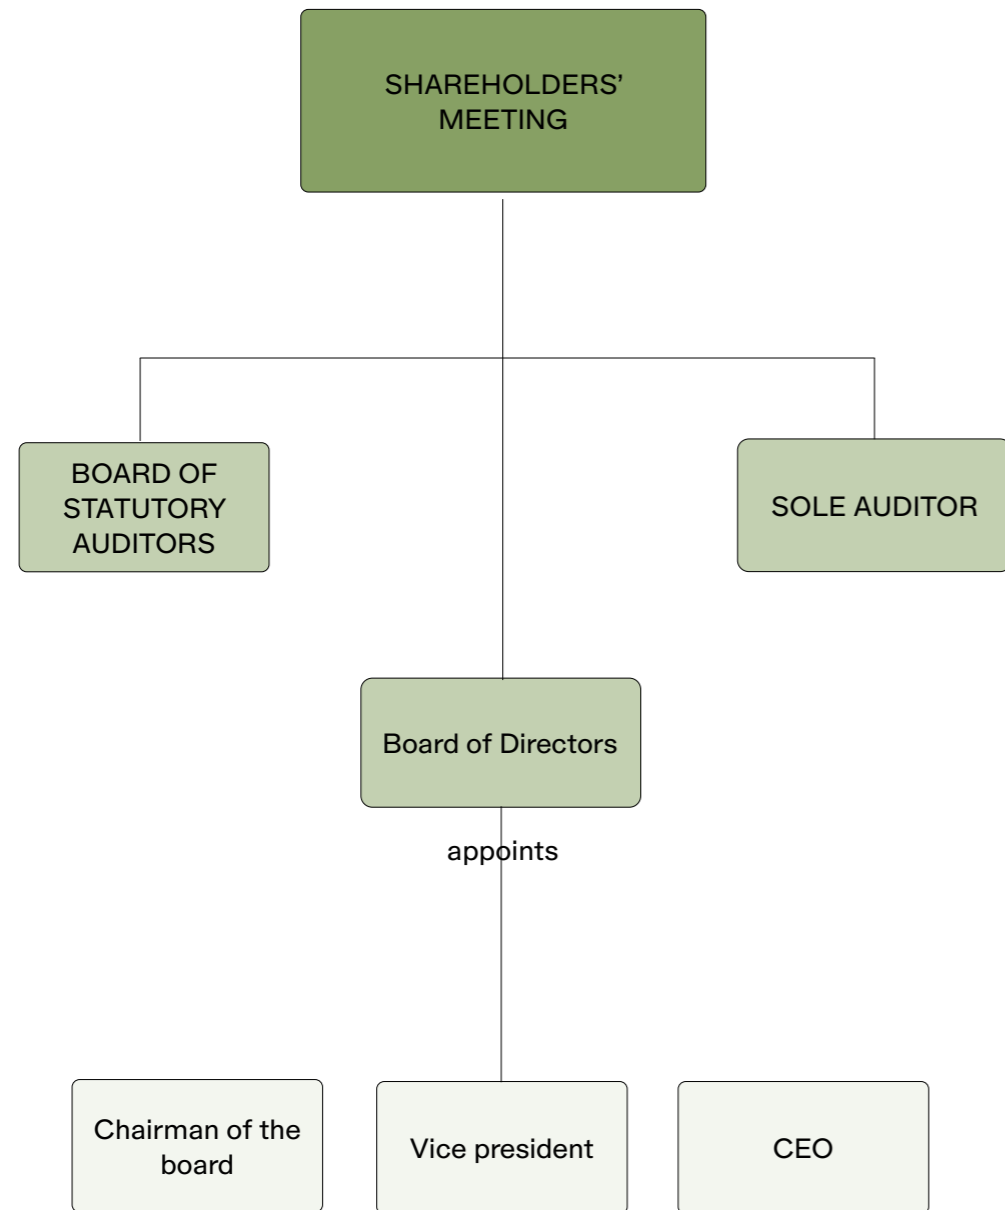 SHAREHOLDERS’
MEETING
BOARD OF
STATUTORY
AUDITORS
SOLE AUDITOR
Board of Directors
appoints
Chairman of the
board
Vice president
CEO